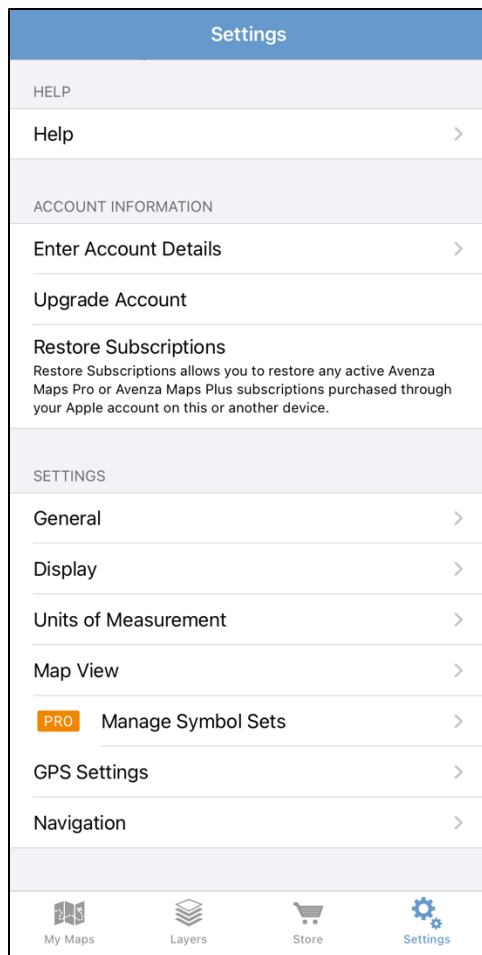 Settings
HELP
Help
ACCOUNT INFORMATION
Enter Account Details
Upgrade Account
Restore Subscriptions
Restore Subscriptions allows you to restore any active Avenza
Maps Pro or Avenza Maps Plus subscriptions purchased through
your Apple account on this or another device.
SETTINGS
General
Display
Units of Measurement
Map View
PRO Manage Symbol Sets
GPS Settings
Navigation
My Maps Layers Store Settings